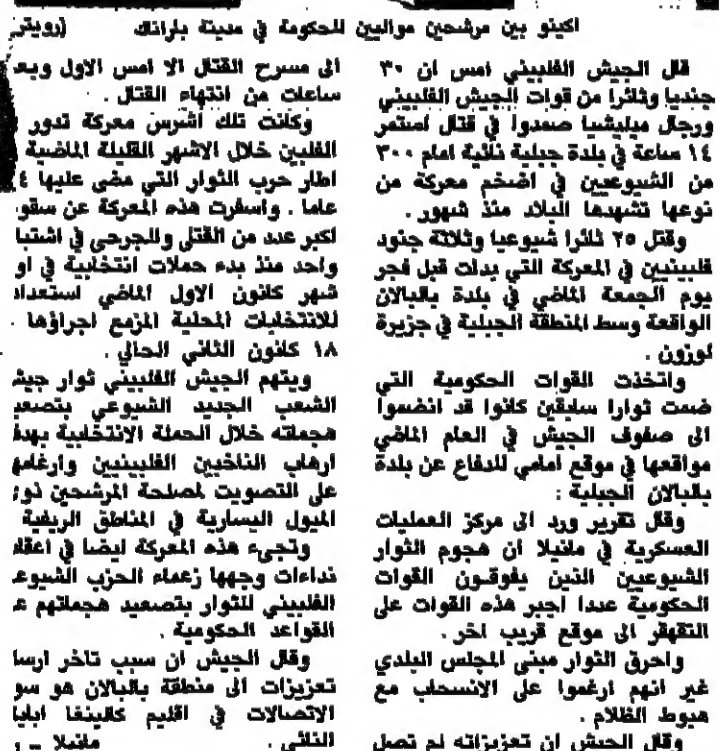 اكينو بين مرشحين مواليين للحكومة في مدينة باراناك (رويتر
قال الجيش الفلبيني امس ان ٣٠
جنديا وثائرا من قوات الجيش الفلبيني
ورجال ميليشيا صمدوا في قتال استمر
١٤ ساعة في بلدة جبلية نائية امام ٣٠٠
من الشيوعيين في اضخم معركة من
نوعها تشهدها البلاد منذ شهور .
وقتل ٢٥ ثائرا شيوعيا وثلاثة جنود
فلبينيين في المعركة التي بدات قبل فجر
يوم الجمعة الماضي في بلدة بالبالان
الواقعة وسط المنطقة الجبلية في جزيرة
لوزون .
واتخذت القوات الحكومية التي
ضمت ثوارا سابقين كانوا قد انضموا
الى صفوف الجيش في العام الماضي
مواقعها في موقع امامي للدفاع عن بلدة
بالبالان الجبلية :
وقال تقرير ورد الى مركز العمليات
العسكرية في مانيلا ان هجوم الثوار
الشيوعيين الذين يفوقون القوات
الحكومية عددا اجبر هذه القوات على
التقهقر الى موقع قريب اخر .
واحرق الثوار مبنى المجلس البلدي
غير انهم ارغموا على الانسحاب مع
هبوط الظلام .
وقال الجيش ان تعزيزاته لم تصل
الى مسرح القتال الا امس الاول وبعد
ساعات من انتهاء القتال .
وكانت تلك اشرس معركة تدور
الفلبين خلال الاشهر القليلة الماضية
اطار حرب الثوار التي مضى عليها ٤
عاما . واسفرت هذه المعركة عن سقو
اكبر عدد من القتلى والجرحى في اشتبا
واحد منذ بدء حملات انتخابية في او
شهر كانون الاول الماضي استعداد
للانتخابات المحلية المزمع اجراؤها
١٨ كانون الثاني الحالي .
ويتهم الجيش الفلبيني ثوار جيش
الشعب الجديد الشيوعي بتصعيد
هجماته خلال الحملة الانتخابية بهدف
ارهاب الناخبين الفلبينيين وارغامه
على التصويت لمصلحة المرشحين نوي
الميول اليسارية في المناطق الريفية
وتجيء هذه المعركة ايضا في اعقاب
نداءات وجهها زعماء الحزب الشيوع
الفلبيني للثوار بتصعيد هجماتهم ع
القواعد الحكومية .
وقال الجيش ان سبب تاخر ارسا
تعزيزات الى منطقة بالبالان هو سو
الاتصالات في اقليم كالينغا ابايا
النائي . مانيلا - ر